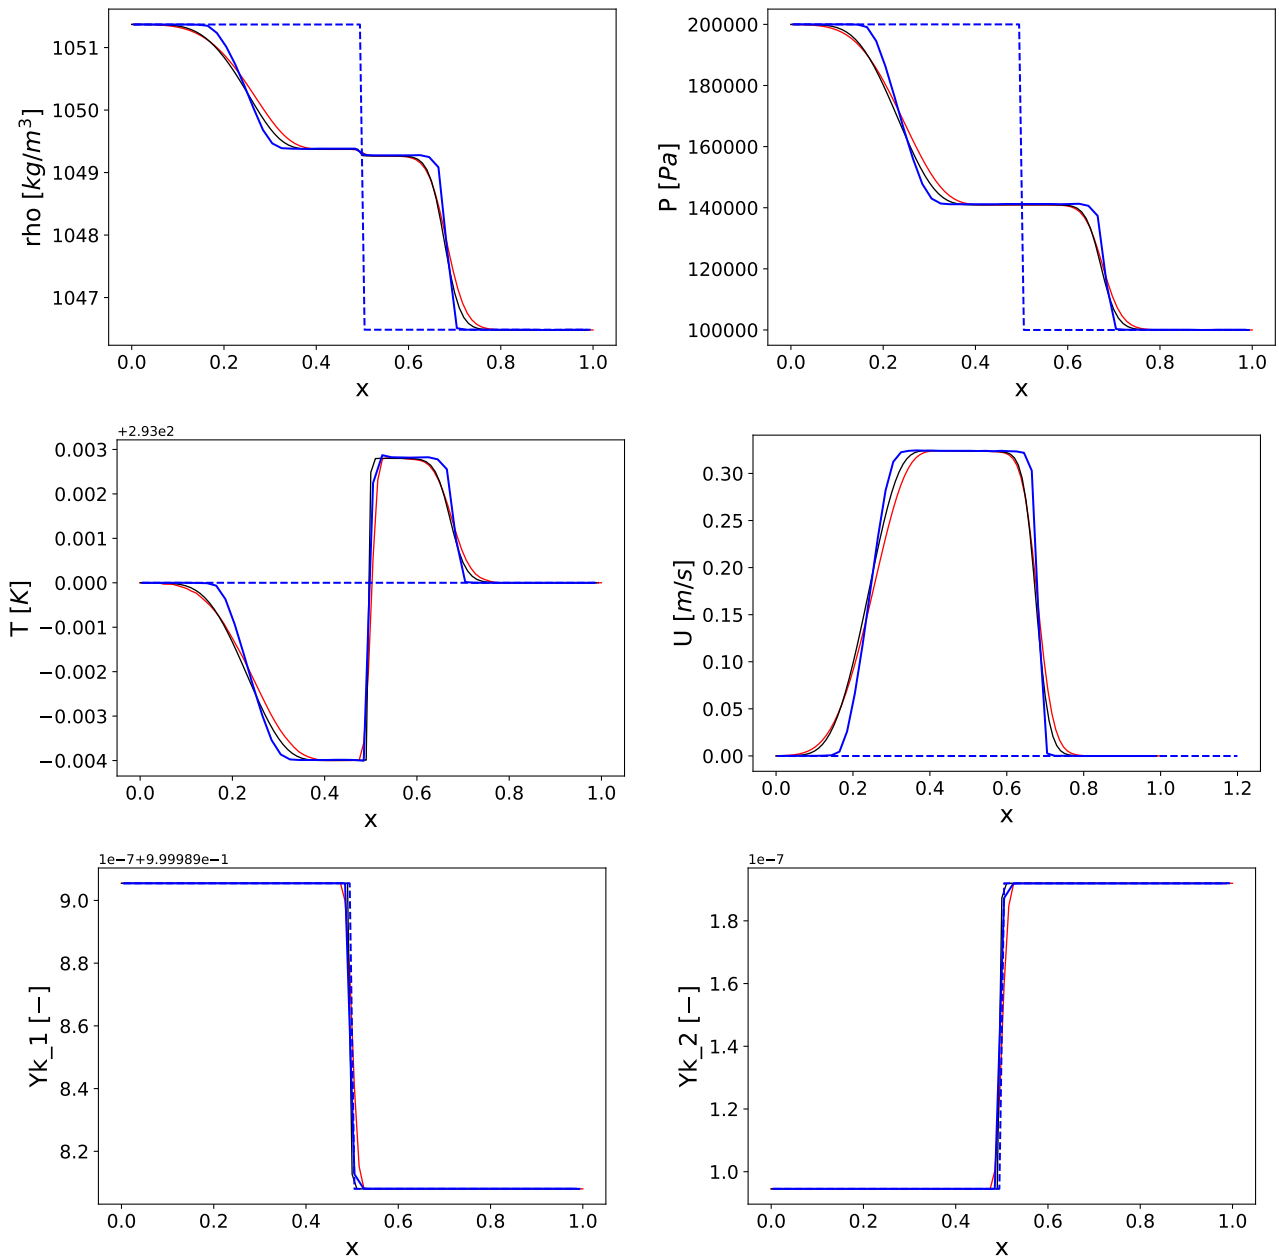 1051
1050
1049
1048
1047
rho [kg/m³]
0.0 0.2 0.4 0.6 0.8 1.0
x
200000
180000
160000
140000
120000
100000
P [Pa]
0.0 0.2 0.4 0.6 0.8 1.0
x
+2.93e2
0.003
0.002
0.001
0.000
−0.001
−0.002
−0.003
−0.004
T [K]
0.0 0.2 0.4 0.6 0.8 1.0
x
0.30
0.25
0.20
0.15
0.10
0.05
0.00
U [m/s]
0.0 0.2 0.4 0.6 0.8 1.0 1.2
x
1e−7+9.99989e−1
9.0
8.8
8.6
8.4
8.2
Yk_1 [−]
0.0 0.2 0.4 0.6 0.8 1.0
x
1e−7
1.8
1.6
1.4
1.2
1.0
Yk_2 [−]
0.0 0.2 0.4 0.6 0.8 1.0
x